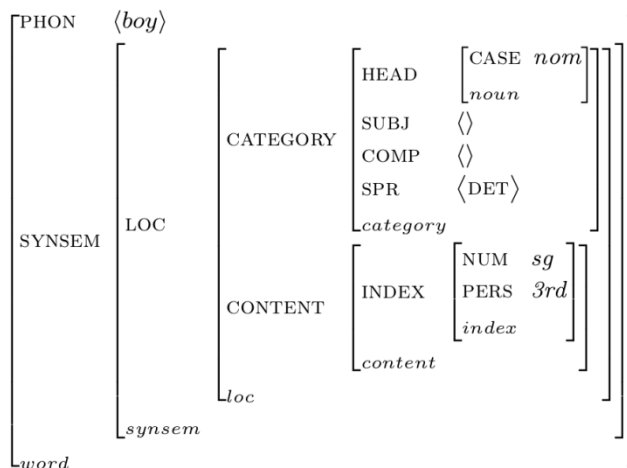 PHON ⟨boy⟩
HEAD CASE nom
noun
SUBJ ⟨⟩
CATEGORY
COMP ⟨⟩
SPR ⟨DET⟩
LOC
category
SYNSEM
NUM sg
INDEX PERS 3rd
CONTENT
index
content
loc
synsem
word